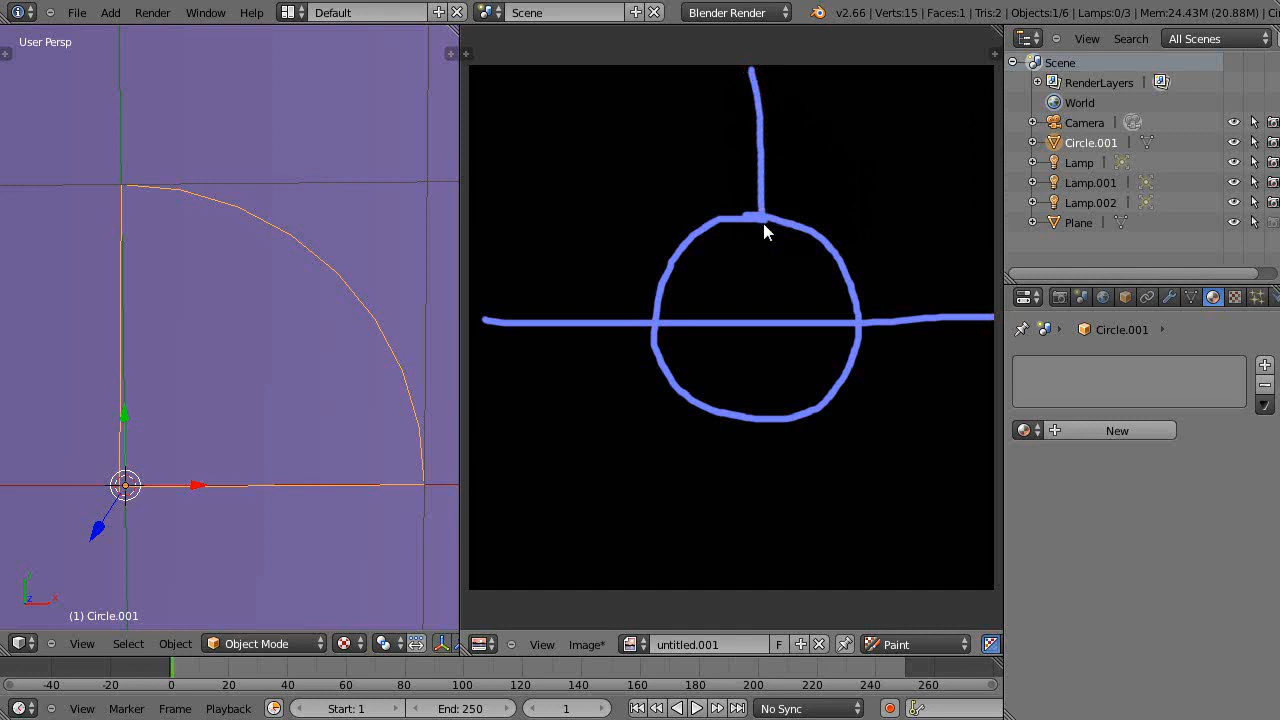 File Add Render Window Help Default Scene Blender Render v2.66 | Verts:15 | Faces:1 | Tris:2 | Objects:1/6 | Lamps:0/3 | Mem:24.43M (20.88M)
User Persp
View Search All Scenes
Scene
RenderLayers
World
Camera
Circle.001
Lamp
Lamp.001
Lamp.002
Plane
Circle.001
New
y
z x
(1) Circle.001
View Select Object Object Mode View Image* untitled.001 F Paint
-40 -20 0 20 40 60 80 100 120 140 160 180 200 220 240 260
View Marker Frame Playback Start: 1 End: 250 1 No Sync